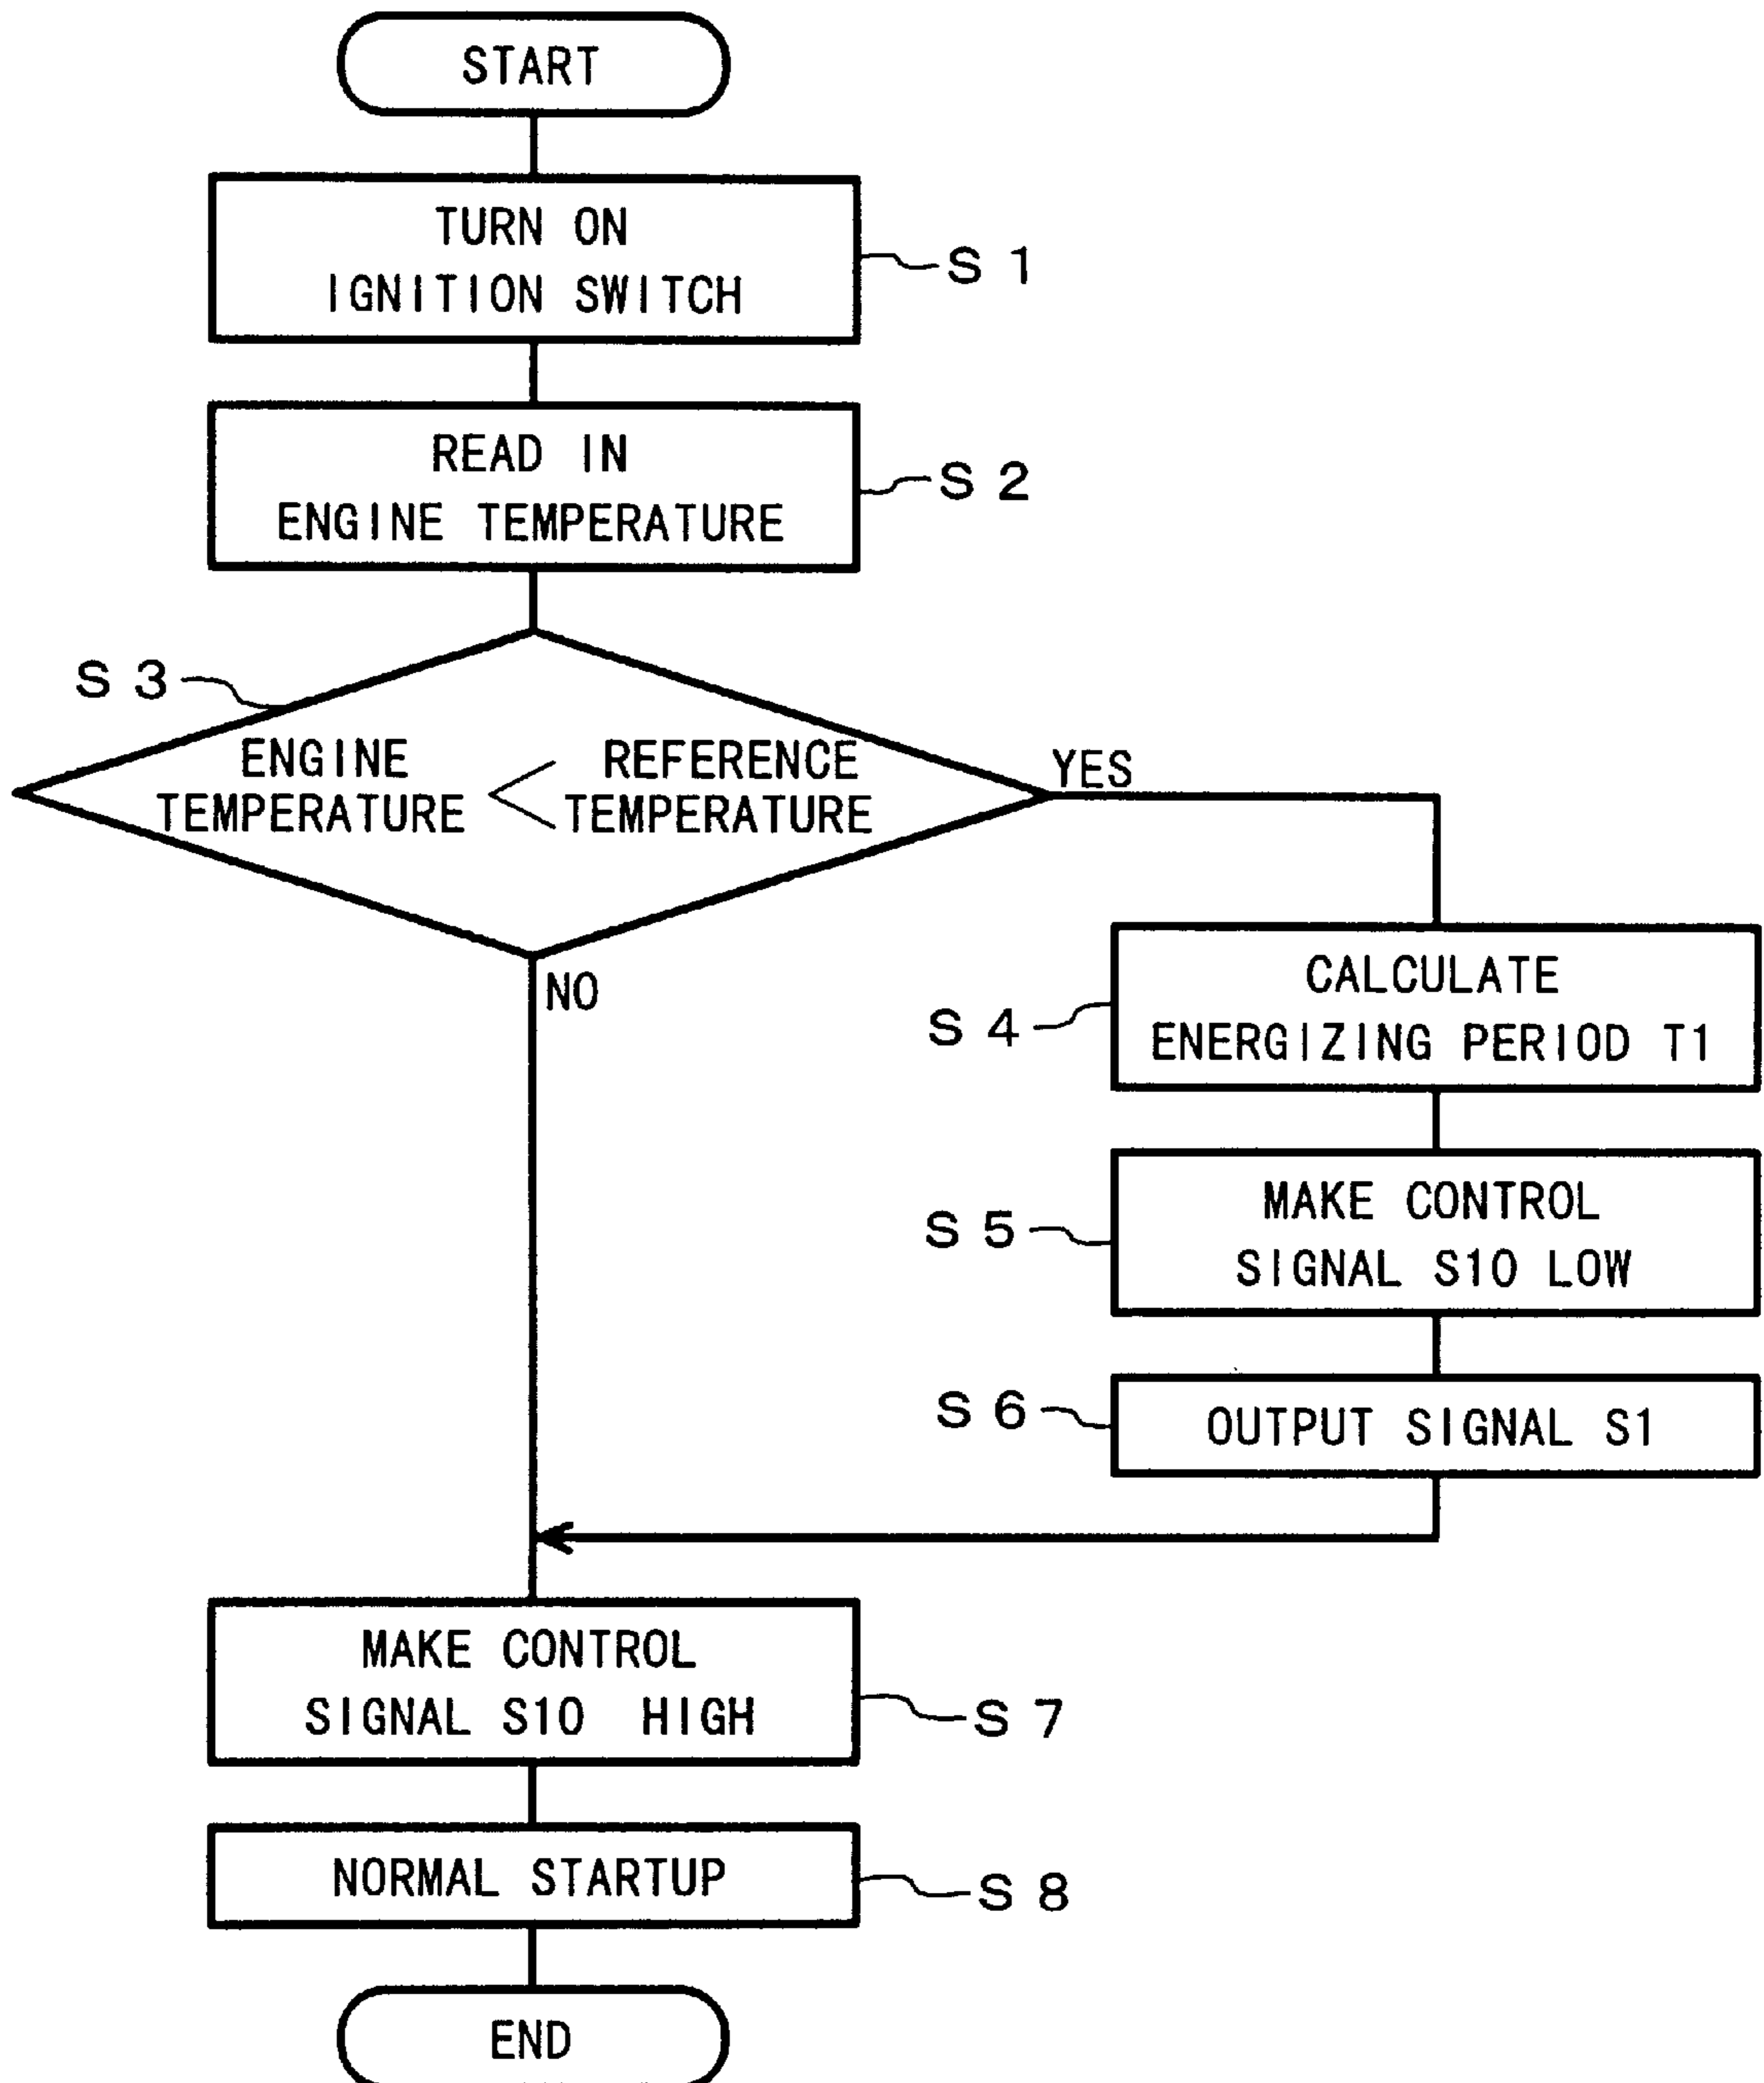 START
TURN ON
IGNITION SWITCH
S 1
READ IN
ENGINE TEMPERATURE
S 2
S 3
ENGINE TEMPERATURE < REFERENCE TEMPERATURE
YES
NO
CALCULATE
ENERGIZING PERIOD T1
S 4
MAKE CONTROL
SIGNAL S10 LOW
S 5
OUTPUT SIGNAL S1
S 6
MAKE CONTROL
SIGNAL S10 HIGH
S 7
NORMAL STARTUP
S 8
END